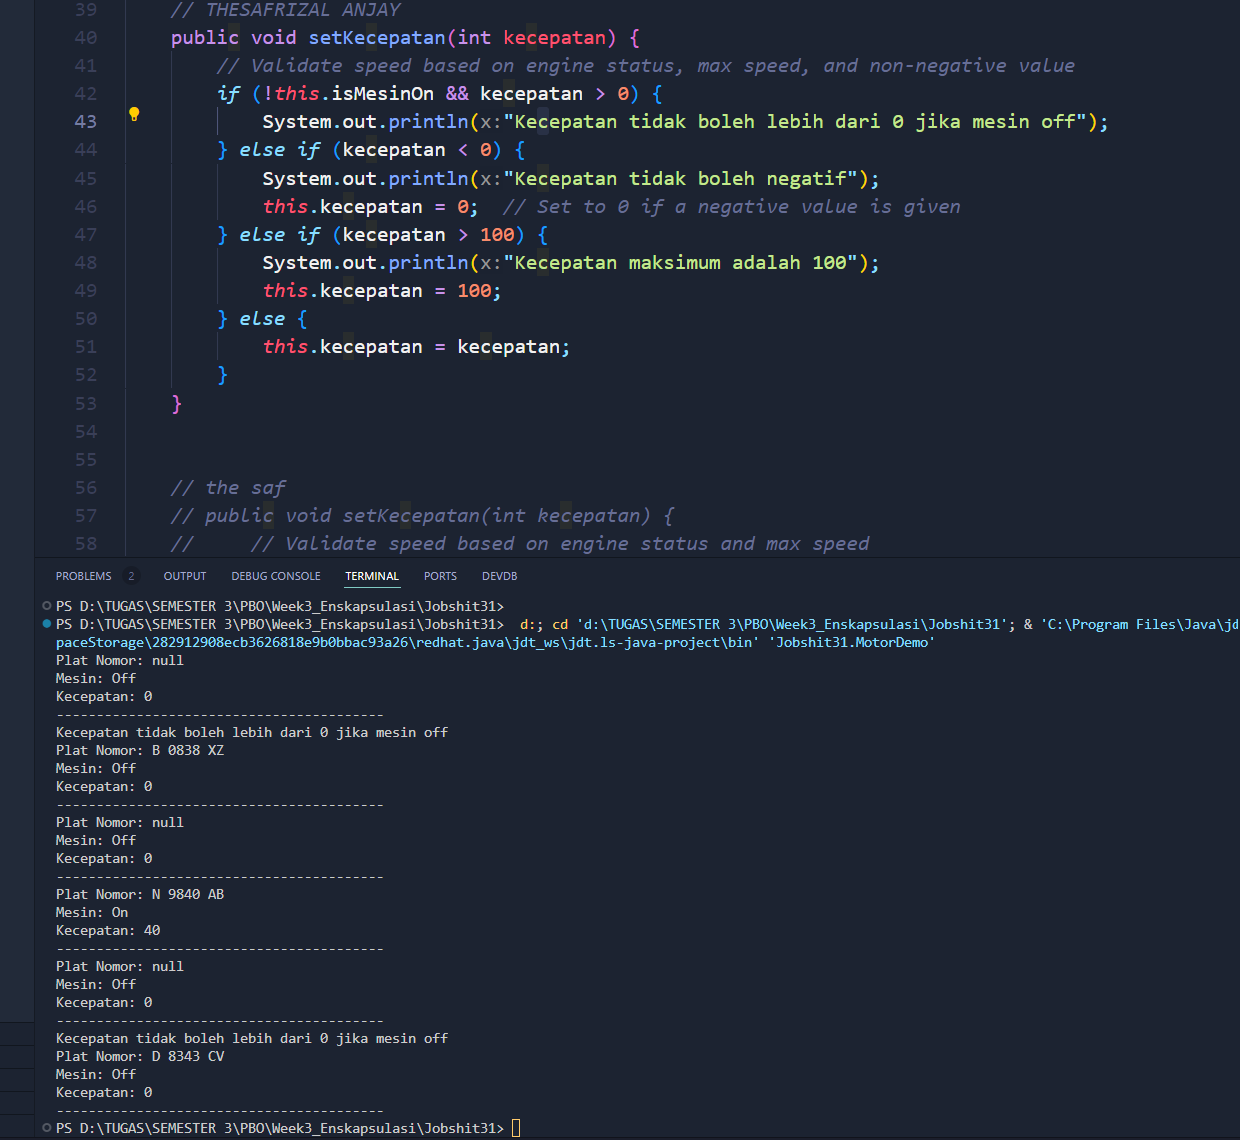 39 // THESAFRIZAL ANJAY
40 public void setKecepatan(int kecepatan) {
41 // Validate speed based on engine status, max speed, and non-negative value
42 if (!this.isMesinOn && kecepatan > 0) {
43 System.out.println(x:"Kecepatan tidak boleh lebih dari 0 jika mesin off");
44 } else if (kecepatan < 0) {
45 System.out.println(x:"Kecepatan tidak boleh negatif");
46 this.kecepatan = 0; // Set to 0 if a negative value is given
47 } else if (kecepatan > 100) {
48 System.out.println(x:"Kecepatan maksimum adalah 100");
49 this.kecepatan = 100;
50 } else {
51 this.kecepatan = kecepatan;
52 }
53 }
54
55
56 // the saf
57 // public void setKecepatan(int kecepatan) {
58 // // Validate speed based on engine status and max speed
PROBLEMS 2 OUTPUT DEBUG CONSOLE TERMINAL PORTS DEVDB
PS D:\TUGAS\SEMESTER 3\PBO\Week3_Enskapsulasi\Jobshit31>
PS D:\TUGAS\SEMESTER 3\PBO\Week3_Enskapsulasi\Jobshit31> d:; cd 'd:\TUGAS\SEMESTER 3\PBO\Week3_Enskapsulasi\Jobshit31'; & 'C:\Program Files\Java\jd
paceStorage\282912908ecb3626818e9b0bbac93a26\redhat.java\jdt_ws\jdt.ls-java-project\bin' 'Jobshit31.MotorDemo'
Plat Nomor: null
Mesin: Off
Kecepatan: 0
-----------------------------------------
Kecepatan tidak boleh lebih dari 0 jika mesin off
Plat Nomor: B 0838 XZ
Mesin: Off
Kecepatan: 0
-----------------------------------------
Plat Nomor: null
Mesin: Off
Kecepatan: 0
-----------------------------------------
Plat Nomor: N 9840 AB
Mesin: On
Kecepatan: 40
-----------------------------------------
Plat Nomor: null
Mesin: Off
Kecepatan: 0
-----------------------------------------
Kecepatan tidak boleh lebih dari 0 jika mesin off
Plat Nomor: D 8343 CV
Mesin: Off
Kecepatan: 0
-----------------------------------------
PS D:\TUGAS\SEMESTER 3\PBO\Week3_Enskapsulasi\Jobshit31>